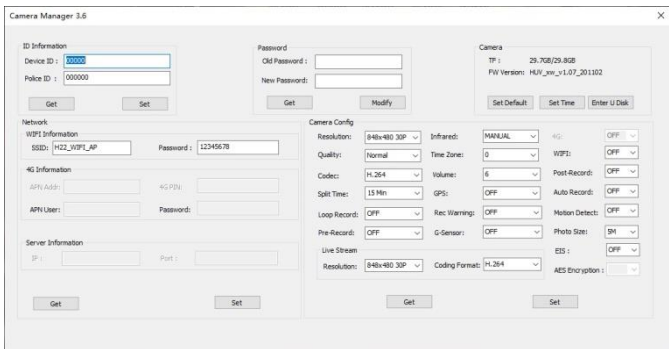 Camera Manager 3.6
ID Information
Device ID : 00000
Police ID : 000000
Get Set
Password
Old Password :
New Password:
Get Modify
Camera
TF : 29.7GB/29.8GB
FW Version: HUV_xw_v1.07_201102
Set Default Set Time Enter U Disk
Network
WIFI Information
SSID: H22_WIFI_AP Password : 12345678
4G Information
APN Addr: 4G PIN:
APN User: Password:
Server Information
IP : Port :
Get Set
Camera Config
Resolution: 848x480 30P Infrared: MANUAL 4G: OFF
Quality: Normal Time Zone: 0 WIFI: OFF
Codec: H.264 Volume: 6 Post-Record: OFF
Split Time: 15 Min GPS: OFF Auto Record: OFF
Loop Record: OFF Rec Warning: OFF Motion Detect: OFF
Pre-Record: OFF G-Sensor: OFF Photo Size: 5M
Live Stream EIS : OFF
Resolution: 848x480 30P Coding Format: H.264 AES Encryption :
Get Set